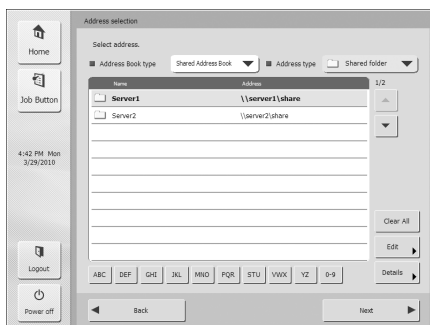 Address selection
Home
Select address.
Address Book type
Shared Address Book
Address type
Shared folder
Job Button
Name
Address
1/2
Server1
\\server1\share
Server2
\\server2\share
4:42 PM Mon
3/29/2010
Clear All
Edit
Logout
ABC DEF GHI JKL MNO PQR STU VWX YZ 0-9
Details
Power off
Back
Next